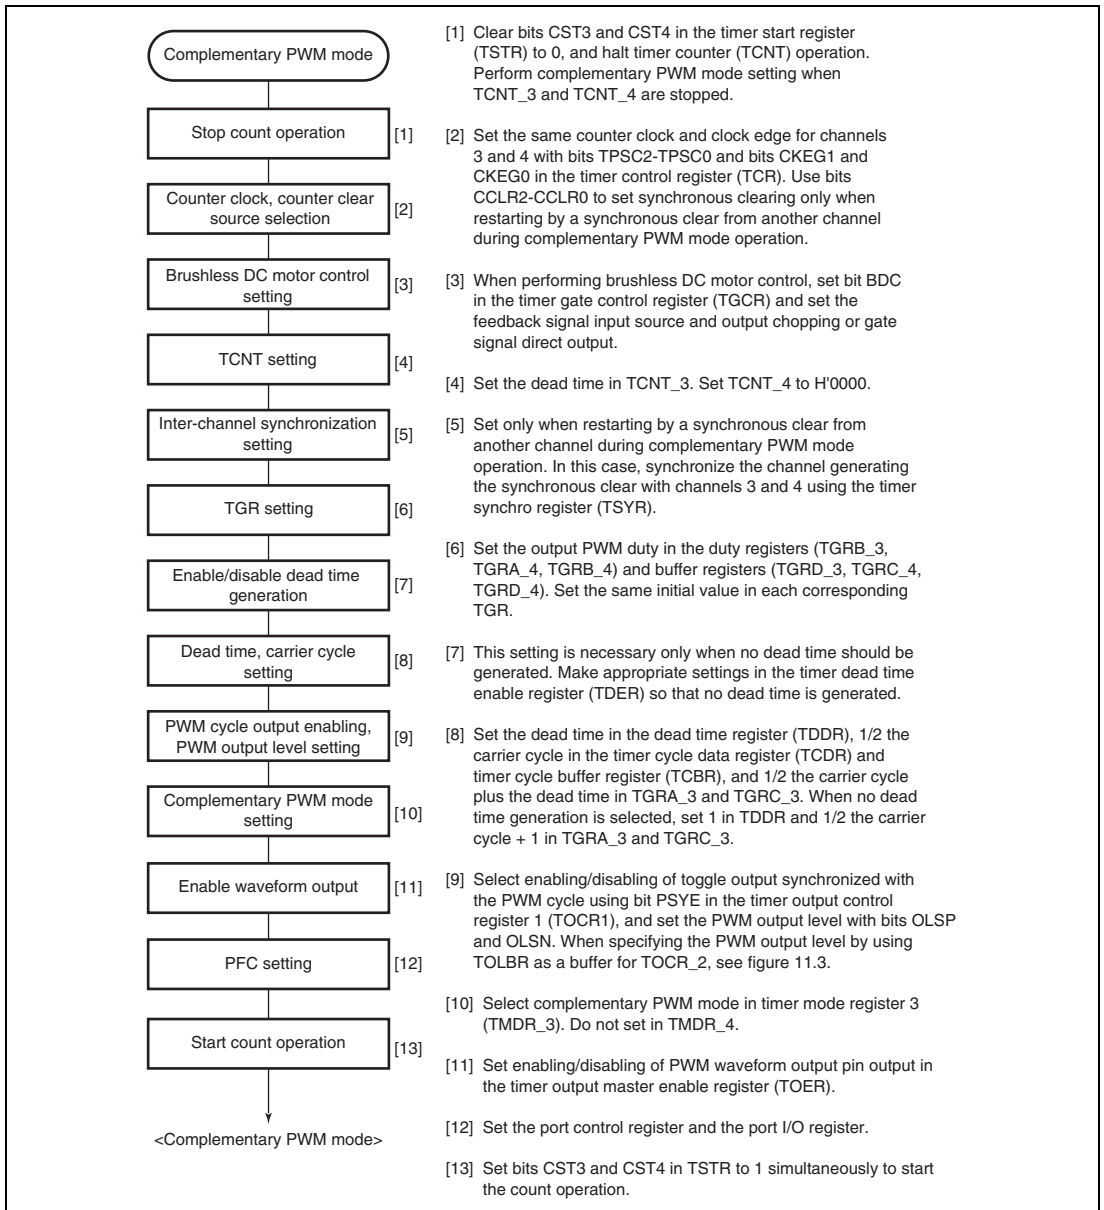 Complementary PWM mode
Stop count operation
[1]
Counter clock, counter clear
source selection
[2]
Brushless DC motor control
setting
[3]
TCNT setting
[4]
Inter-channel synchronization
setting
[5]
TGR setting
[6]
Enable/disable dead time
generation
[7]
Dead time, carrier cycle
setting
[8]
PWM cycle output enabling,
PWM output level setting
[9]
Complementary PWM mode
setting
[10]
Enable waveform output
[11]
PFC setting
[12]
Start count operation
[13]
<Complementary PWM mode>
[1] Clear bits CST3 and CST4 in the timer start register
(TSTR) to 0, and halt timer counter (TCNT) operation.
Perform complementary PWM mode setting when
TCNT_3 and TCNT_4 are stopped.
[2] Set the same counter clock and clock edge for channels
3 and 4 with bits TPSC2-TPSC0 and bits CKEG1 and
CKEG0 in the timer control register (TCR). Use bits
CCLR2-CCLR0 to set synchronous clearing only when
restarting by a synchronous clear from another channel
during complementary PWM mode operation.
[3] When performing brushless DC motor control, set bit BDC
in the timer gate control register (TGCR) and set the
feedback signal input source and output chopping or gate
signal direct output.
[4] Set the dead time in TCNT_3. Set TCNT_4 to H'0000.
[5] Set only when restarting by a synchronous clear from
another channel during complementary PWM mode
operation. In this case, synchronize the channel generating
the synchronous clear with channels 3 and 4 using the timer
synchro register (TSYR).
[6] Set the output PWM duty in the duty registers (TGRB_3,
TGRA_4, TGRB_4) and buffer registers (TGRD_3, TGRC_4,
TGRD_4). Set the same initial value in each corresponding
TGR.
[7] This setting is necessary only when no dead time should be
generated. Make appropriate settings in the timer dead time
enable register (TDER) so that no dead time is generated.
[8] Set the dead time in the dead time register (TDDR), 1/2 the
carrier cycle in the timer cycle data register (TCDR) and
timer cycle buffer register (TCBR), and 1/2 the carrier cycle
plus the dead time in TGRA_3 and TGRC_3. When no dead
time generation is selected, set 1 in TDDR and 1/2 the carrier
cycle + 1 in TGRA_3 and TGRC_3.
[9] Select enabling/disabling of toggle output synchronized with
the PWM cycle using bit PSYE in the timer output control
register 1 (TOCR1), and set the PWM output level with bits OLSP
and OLSN. When specifying the PWM output level by using
TOLBR as a buffer for TOCR_2, see figure 11.3.
[10] Select complementary PWM mode in timer mode register 3
(TMDR_3). Do not set in TMDR_4.
[11] Set enabling/disabling of PWM waveform output pin output in
the timer output master enable register (TOER).
[12] Set the port control register and the port I/O register.
[13] Set bits CST3 and CST4 in TSTR to 1 simultaneously to start
the count operation.